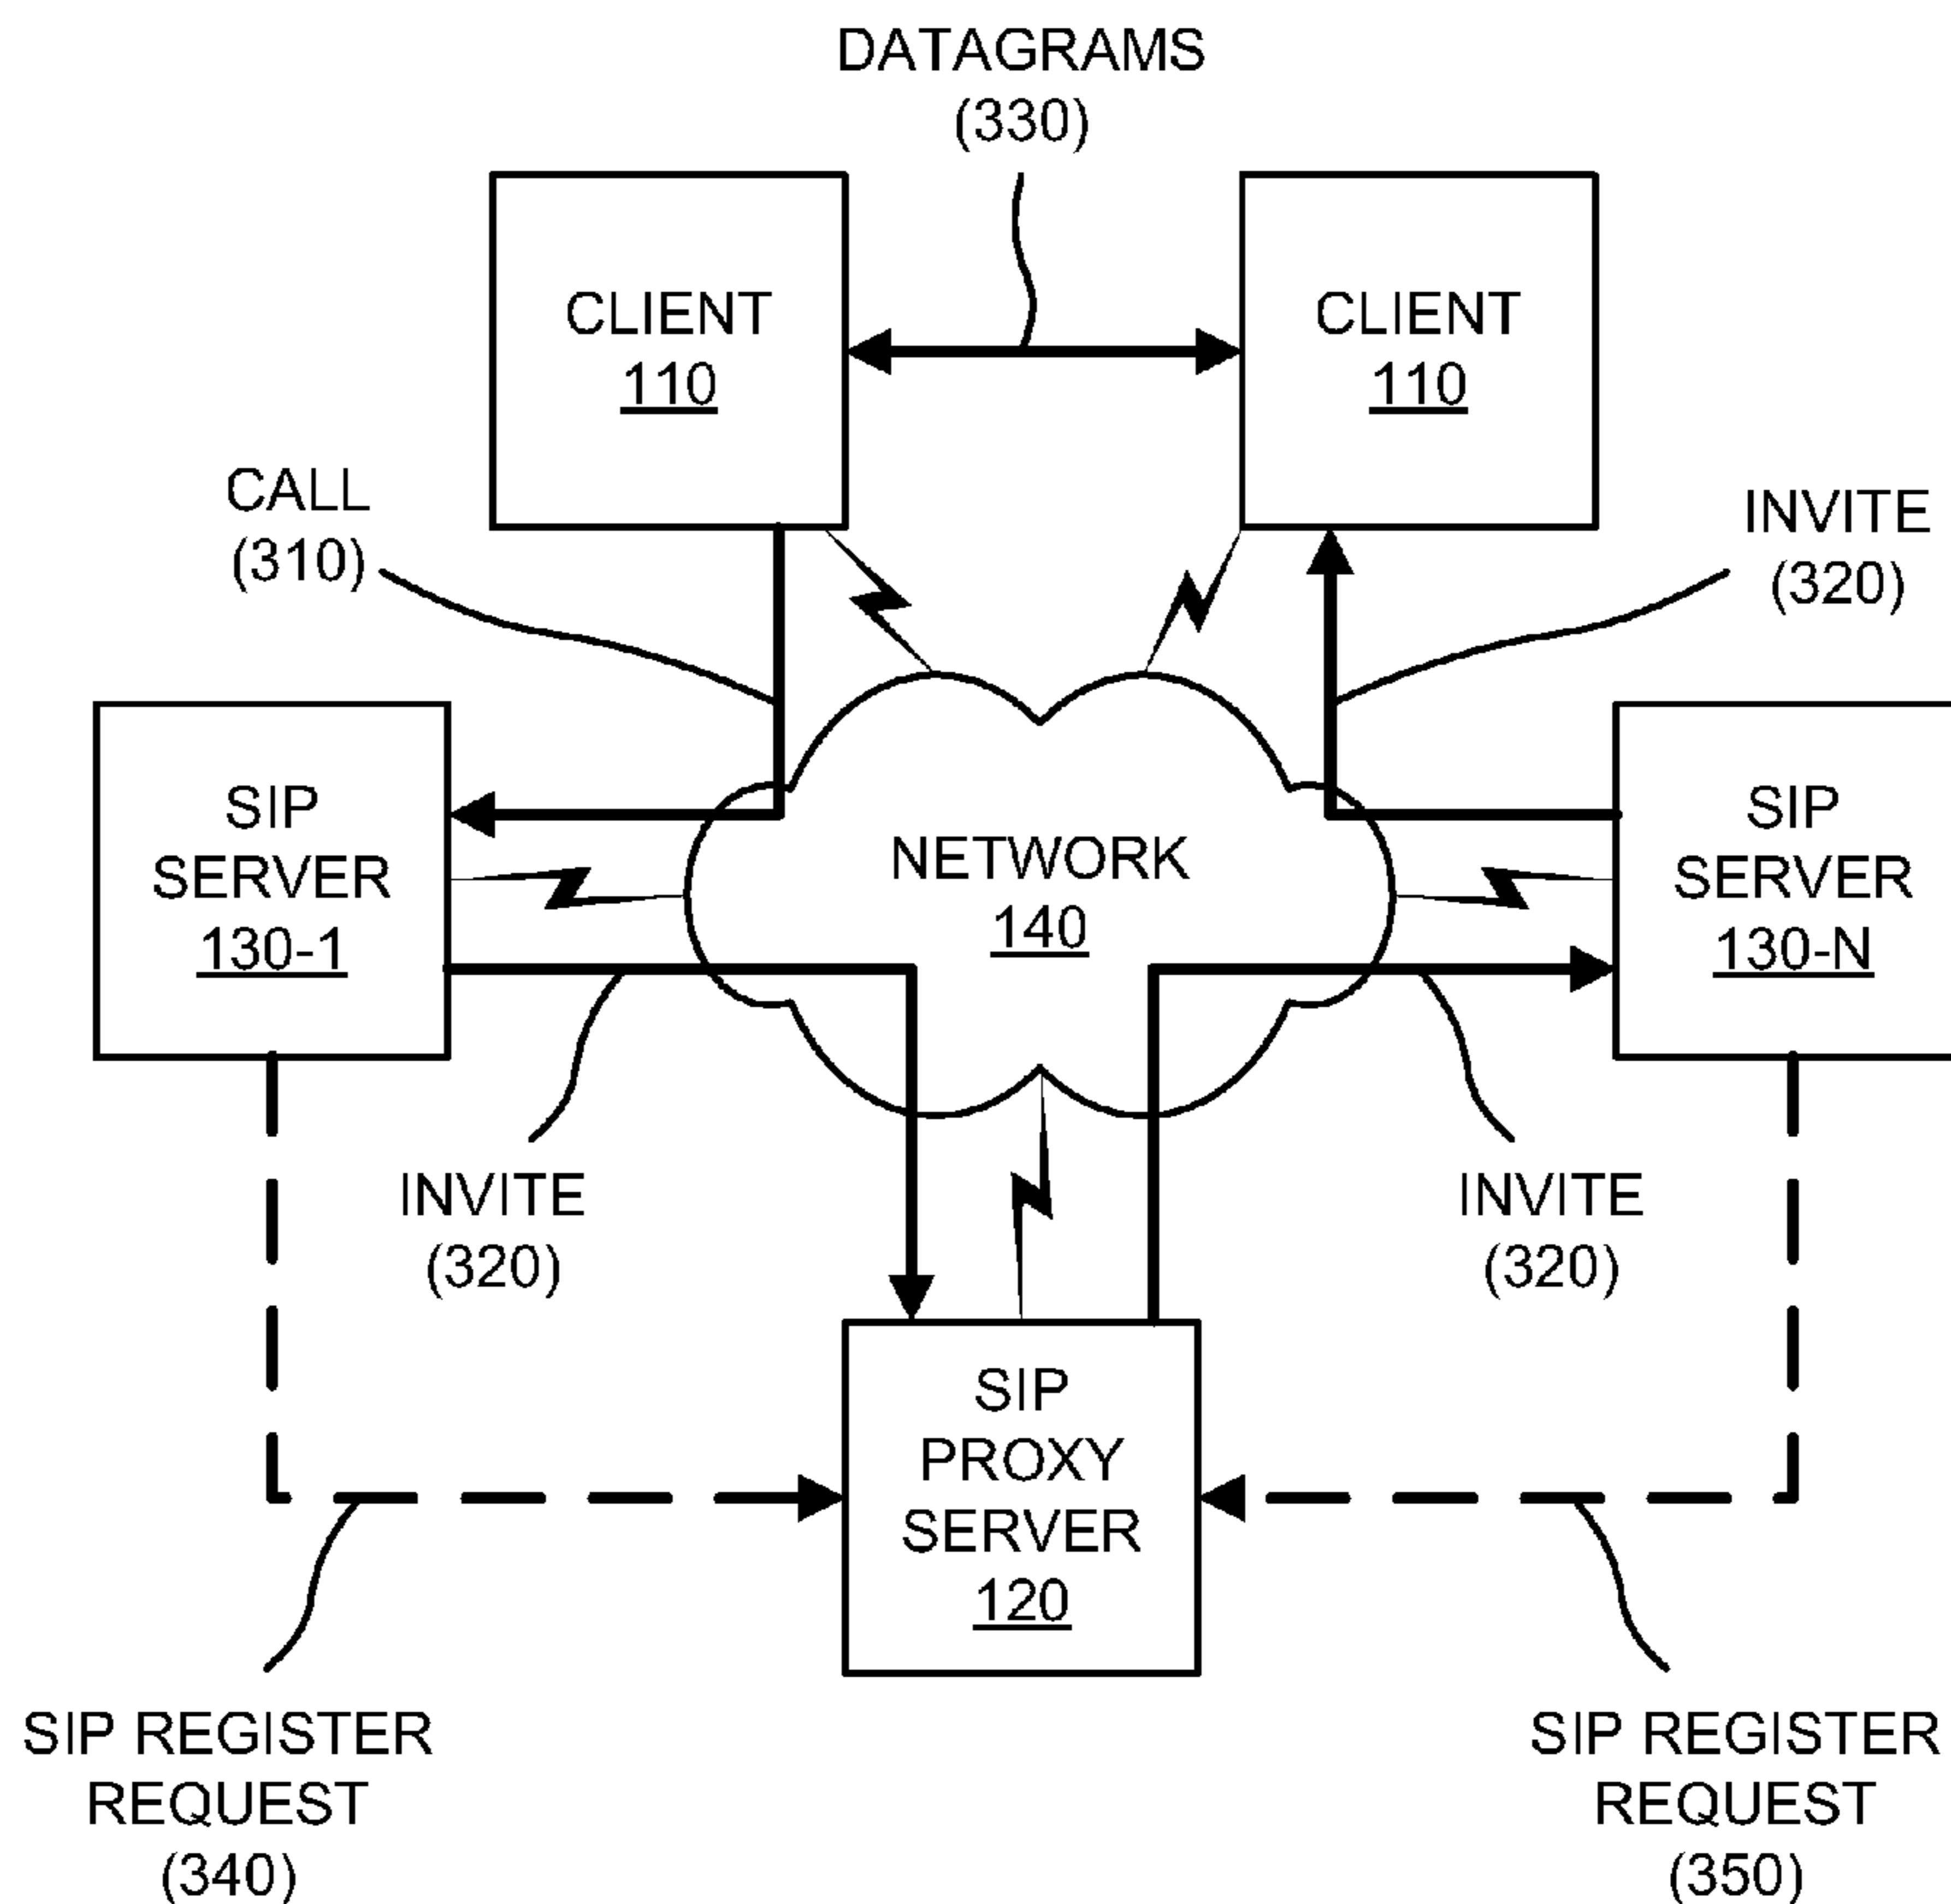 DATAGRAMS
(330)
CLIENT
110
CLIENT
110
CALL
(310)
INVITE
(320)
SIP
SERVER
130-1
NETWORK
140
SIP
SERVER
130-N
INVITE
(320)
INVITE
(320)
SIP
PROXY
SERVER
120
SIP REGISTER
REQUEST
(340)
SIP REGISTER
REQUEST
(350)